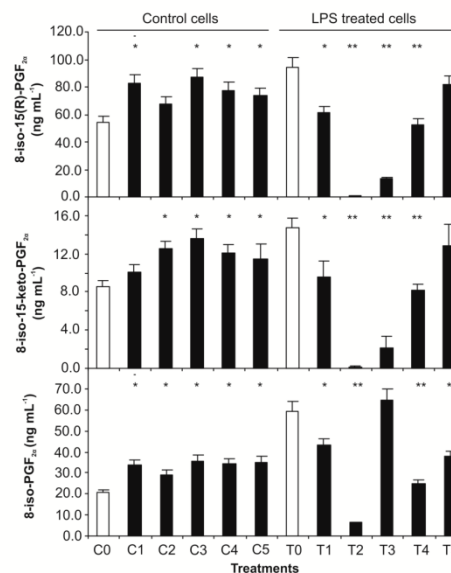 Control cells LPS treated cells
8-iso-15(R)-PGF2α
(ng mL-1)
100.0
80.0
60.0
40.0
20.0
0.0
* * * * * ** ** **
8-iso-15-keto-PGF2α
(ng mL-1)
16.0
12.0
8.0
4.0
0.0
* * * * * ** ** **
8-iso-PGF2α (ng mL-1)
70.0
60.0
50.0
40.0
30.0
20.0
10.0
0.0
* * * * * * ** ** *
C0 C1 C2 C3 C4 C5 T0 T1 T2 T3 T4 T
Treatments